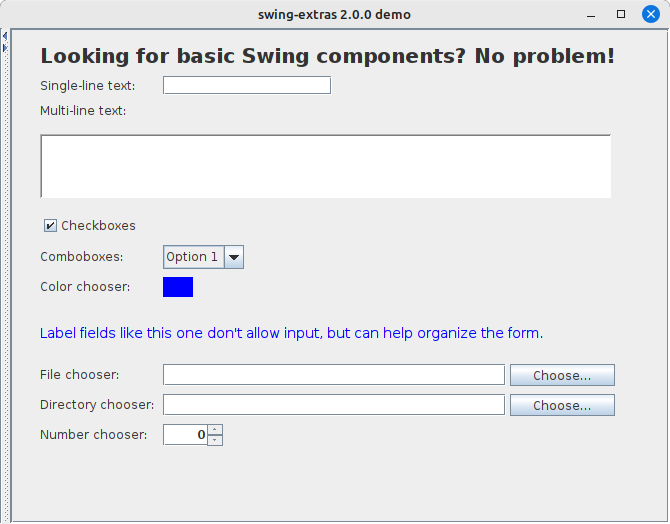 swing-extras 2.0.0 demo
Looking for basic Swing components? No problem!
Single-line text:
Multi-line text:
Checkboxes
Comboboxes: Option 1
Color chooser:
Label fields like this one don't allow input, but can help organize the form.
File chooser: Choose...
Directory chooser: Choose...
Number chooser: 0